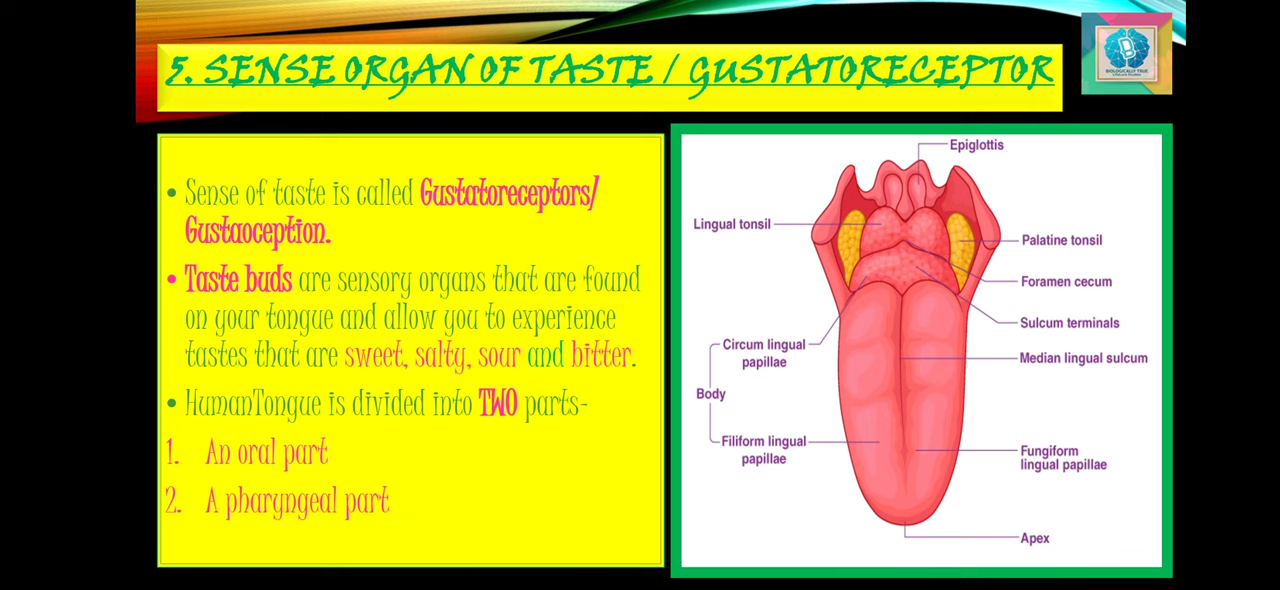 5. SENSE ORGAN OF TASTE / GUSTATORECEPTOR
BIOLOGICALLY TRUE
• Sense of taste is called Gustatoreceptors/
Gustaoception.
• Taste buds are sensory organs that are found
on your tongue and allow you to experience
tastes that are sweet, salty, sour and bitter.
• HumanTongue is divided into TWO parts-
1. An oral part
2. A pharyngeal part
Epiglottis
Lingual tonsil
Palatine tonsil
Foramen cecum
Sulcum terminals
Circum lingual
papillae
Median lingual sulcum
Body
Filiform lingual
papillae
Fungiform
lingual papillae
Apex